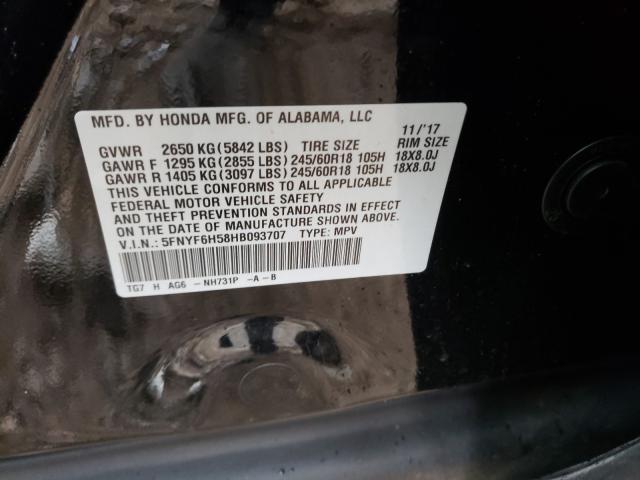 MFD. BY HONDA MFG. OF ALABAMA, LLC 11/'17
GVWR 2650 KG(5842 LBS) TIRE SIZE RIM SIZE
GAWR F 1295 KG(2855 LBS)245/60R18 105H 18X8.0J
GAWR R 1405 KG(3097 LBS)245/60R18 105H 18X8.0J
THIS VEHICLE CONFORMS TO ALL APPLICABLE
FEDERAL MOTOR VEHICLE SAFETY
AND THEFT PREVENTION STANDARDS IN EFFECT
ON THE DATE OF MANUFACTURE SHOWN ABOVE.
V.I.N.: 5FNYF6H58HB093707 TYPE: MPV
TG7 H AG6 -NH731P -A-B